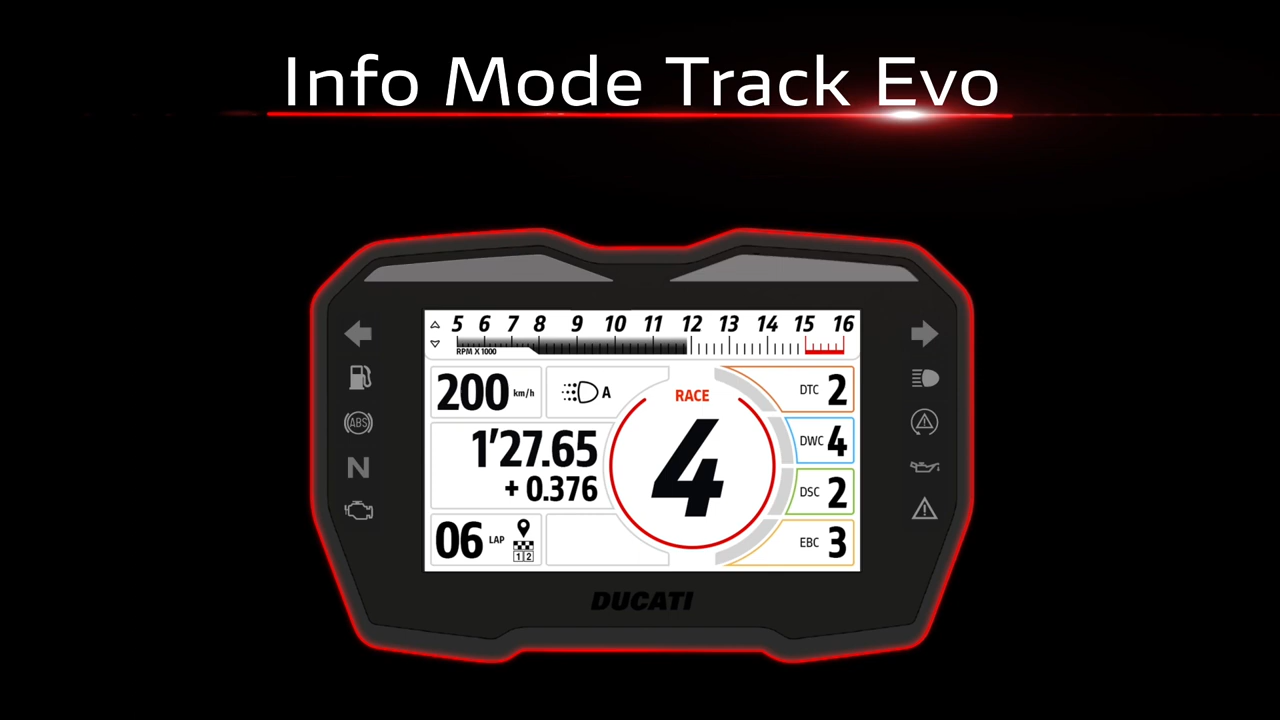 Info Mode Track Evo
5 6 7 8 9 10 11 12 13 14 15 16
RPM X 1000
200 km/h
A
RACE
DTC 2
ABS
1'27.65
4
DWC 4
N
+ 0.376
DSC 2
06 LAP
1 2
EBC 3
DUCATI